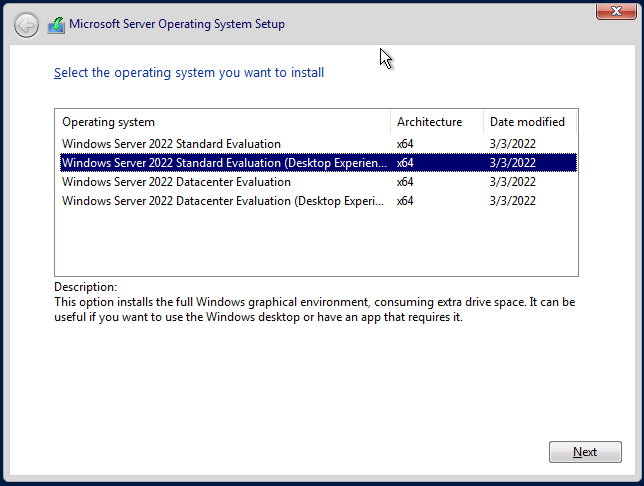 Microsoft Server Operating System Setup
Select the operating system you want to install
Operating system Architecture Date modified
Windows Server 2022 Standard Evaluation x64 3/3/2022
Windows Server 2022 Standard Evaluation (Desktop Experien... x64 3/3/2022
Windows Server 2022 Datacenter Evaluation x64 3/3/2022
Windows Server 2022 Datacenter Evaluation (Desktop Experi... x64 3/3/2022
Description:
This option installs the full Windows graphical environment, consuming extra drive space. It can be
useful if you want to use the Windows desktop or have an app that requires it.
Next